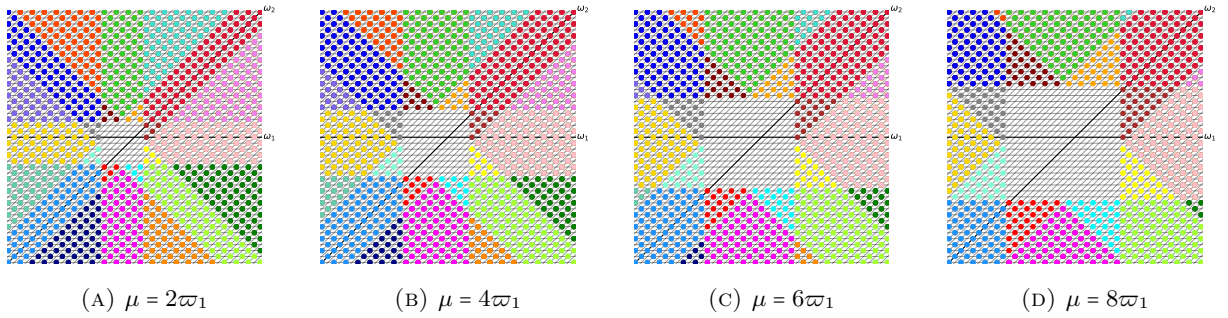 ω₂ ω₂ ω₂ ω₂
ω₁ ω₁ ω₁ ω₁
(A) μ = 2ϖ₁ (B) μ = 4ϖ₁ (C) μ = 6ϖ₁ (D) μ = 8ϖ₁